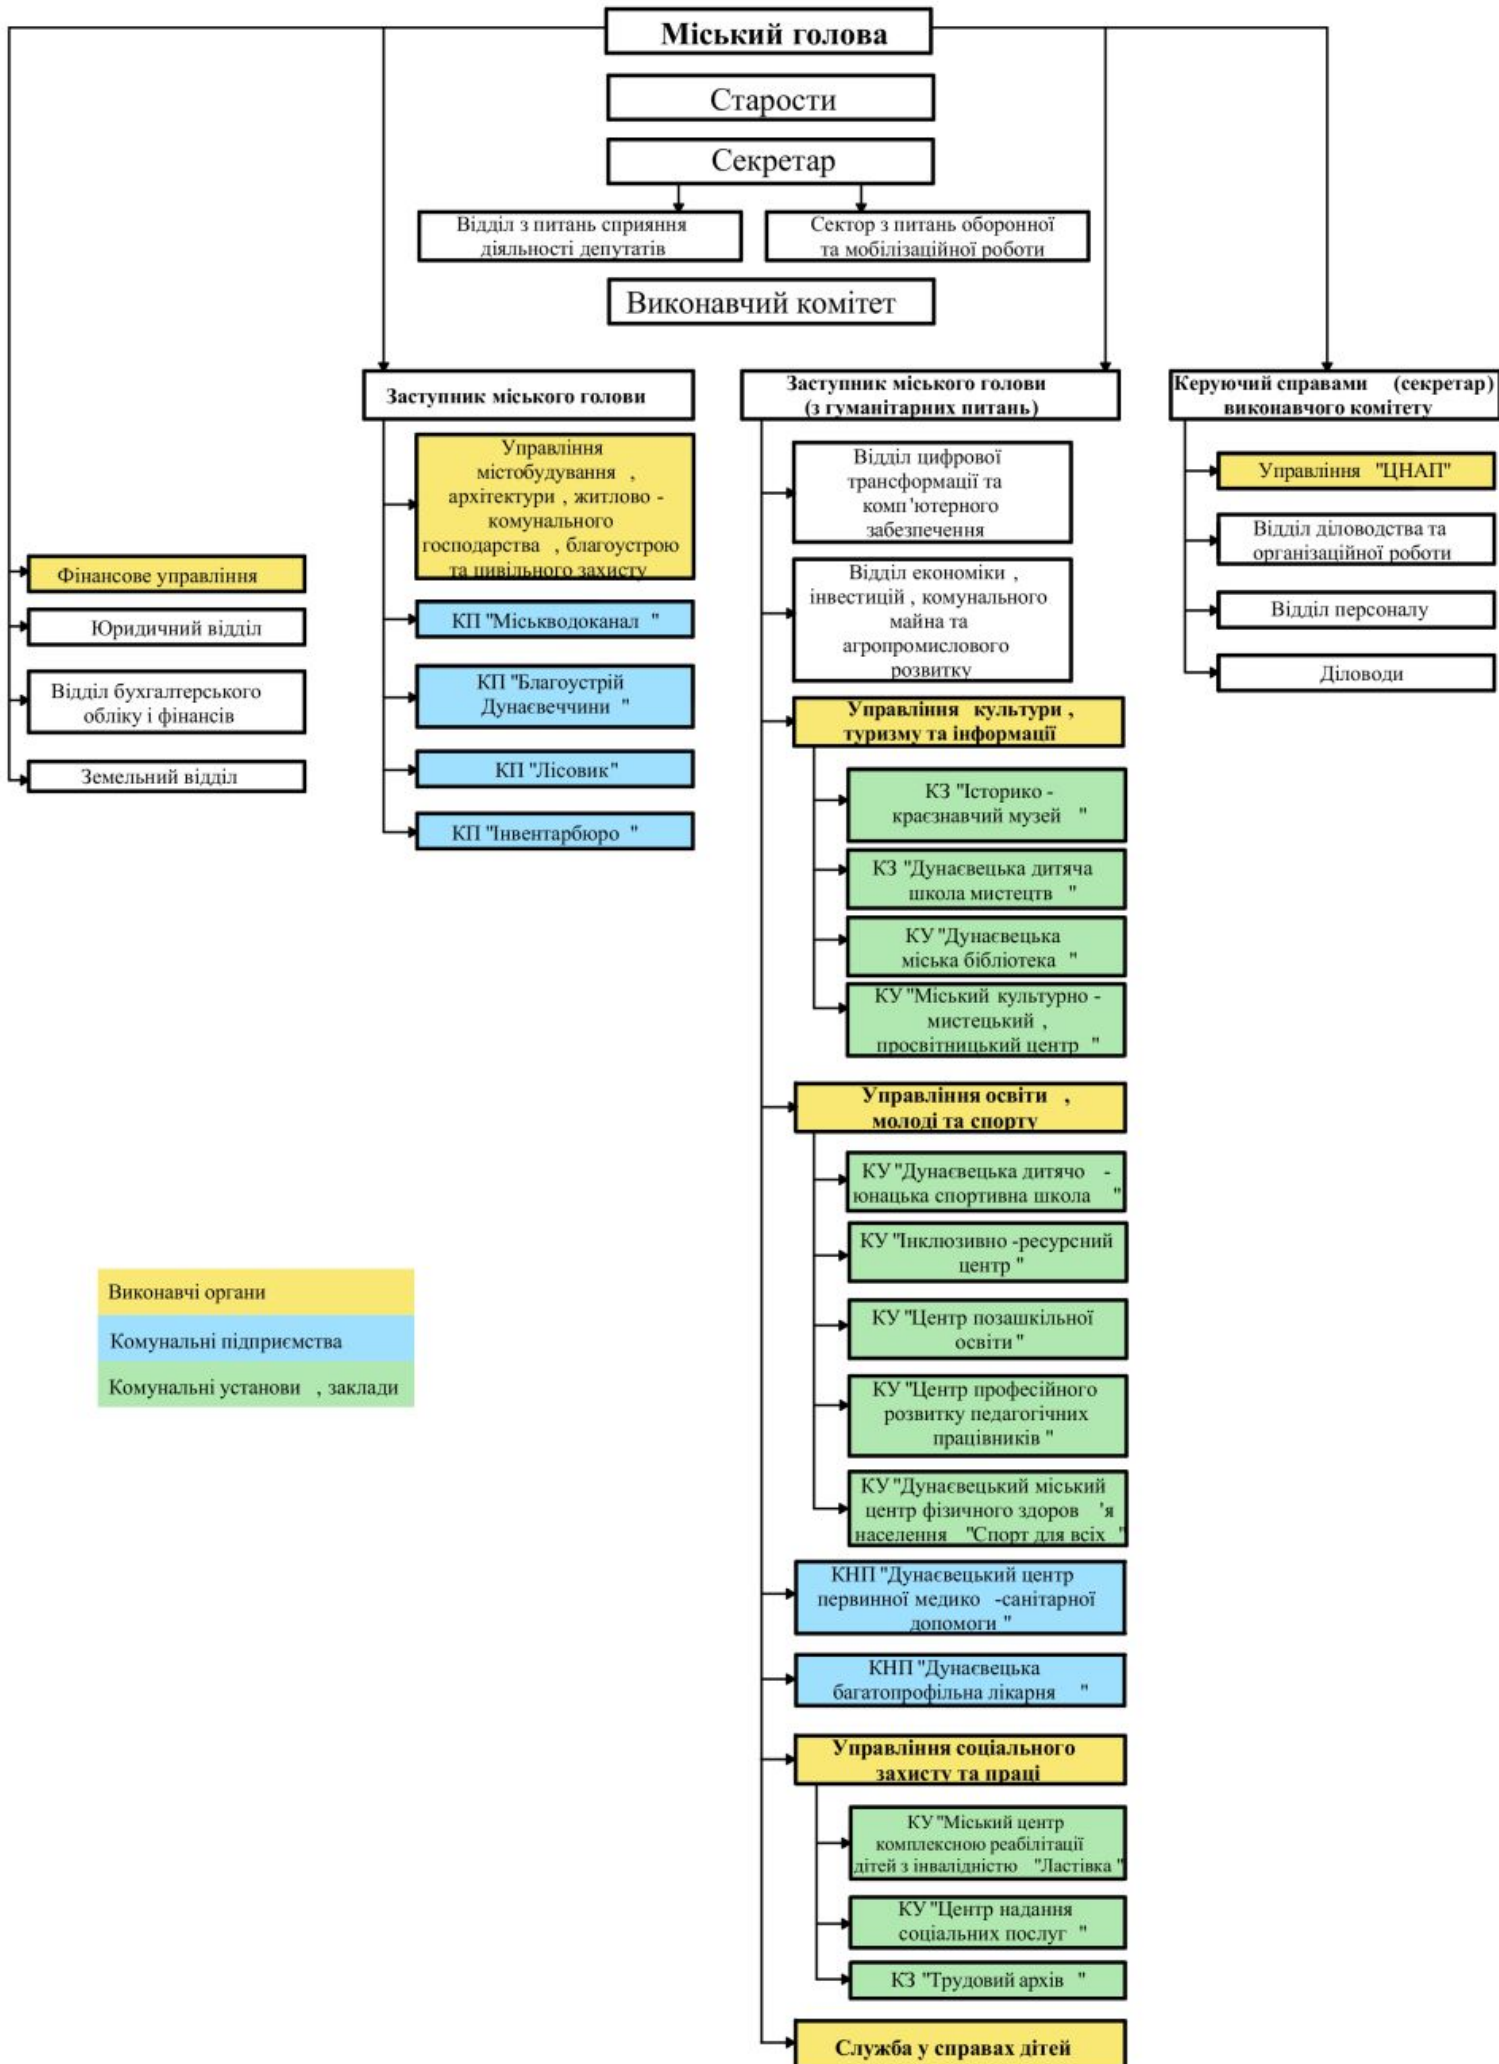 Міський голова
Старости
Секретар
Відділ з питань сприяння
діяльності депутатів
Сектор з питань оборонної
та мобілізаційної роботи
Виконавчий комітет
Фінансове управління
Юридичний відділ
Відділ бухгалтерського
обліку і фінансів
Земельний відділ
Заступник міського голови
Управління
містобудування ,
архітектури , житлово -
комунального
господарства , благоустрою
та цивільного захисту
КП "Міськводоканал "
КП "Благоустрій
Дунаєвеччини "
КП "Лісовик"
КП "Інвентарбюро "
Заступник міського голови
(з гуманітарних питань)
Відділ цифрової
трансформації та
комп'ютерного
забезпечення
Відділ економіки ,
інвестицій , комунального
майна та
агропромислового
розвитку
Управління культури ,
туризму та інформації
КЗ "Історико -
краєзнавчий музей "
КЗ "Дунаєвецька дитяча
школа мистецтв "
КУ "Дунаєвецька
міська бібліотека "
КУ "Міський культурно -
мистецький ,
просвітницький центр "
Управління освіти ,
молоді та спорту
КУ "Дунаєвецька дитячо -
юнацька спортивна школа "
КУ "Інклюзивно -ресурсний
центр "
КУ "Центр позашкільної
освіти "
КУ "Центр професійного
розвитку педагогічних
працівників "
КУ "Дунаєвецький міський
центр фізичного здоров 'я
населення "Спорт для всіх "
КНП "Дунаєвецький центр
первинної медико -санітарної
допомоги "
КНП "Дунаєвецька
багатопрофільна лікарня "
Управління соціального
захисту та праці
КУ "Міський центр
комплексною реабілітації
дітей з інвалідністю "Ластівка "
КУ "Центр надання
соціальних послуг "
КЗ "Трудовий архів "
Служба у справах дітей
Керуючий справами (секретар)
виконавчого комітету
Управління "ЦНАП"
Відділ діловодства та
організаційної роботи
Відділ персоналу
Діловоди
Виконавчі органи
Комунальні підприємства
Комунальні установи , заклади